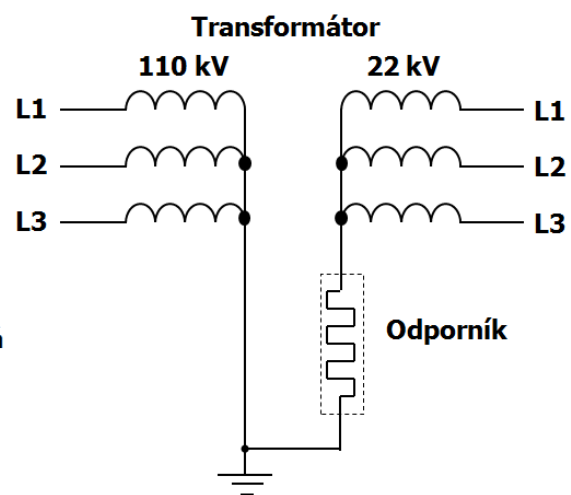 Transformátor
110 kV 22 kV
L1 L1
L2 L2
L3 L3
Odporník